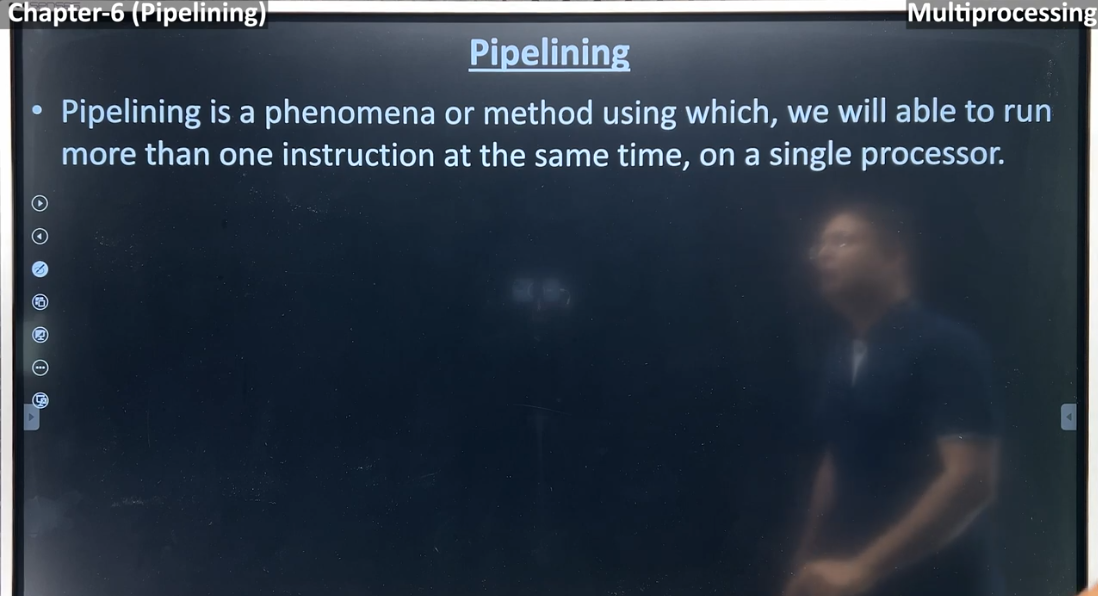 Chapter-6 (Pipelining)
Multiprocessing
Pipelining
• Pipelining is a phenomena or method using which, we will able to run
more than one instruction at the same time, on a single processor.